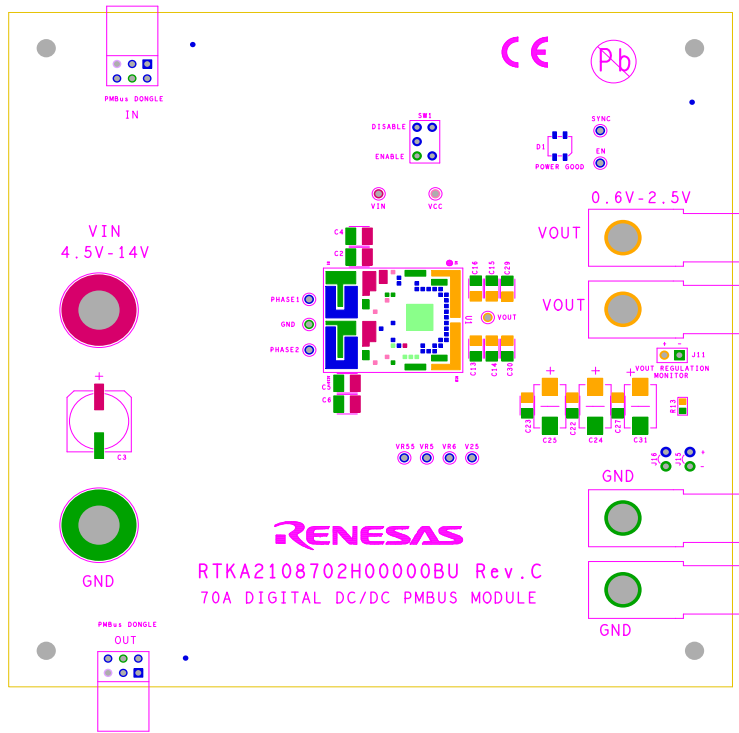 PMBus DONGLE
IN
CE
Pb
SW1
DISABLE
ENABLE
SYNC
D1
EN
POWER GOOD
VIN
VCC
0.6V-2.5V
VIN
4.5V-14V
VOUT
C4
C2
C16
C15
C29
PHASE1
GND
PHASE2
U1
VOUT
VOUT
J11
VOUT REGULATION
MONITOR
C13
C14
C30
C6
C3
C23
C25
C22
C24
C27
C31
R13
VR55
VR5
VR6
V25
J16
J15
GND
RENESAS
RTKA2108702H00000BU Rev.C
70A DIGITAL DC/DC PMBUS MODULE
GND
GND
PMBus DONGLE
OUT